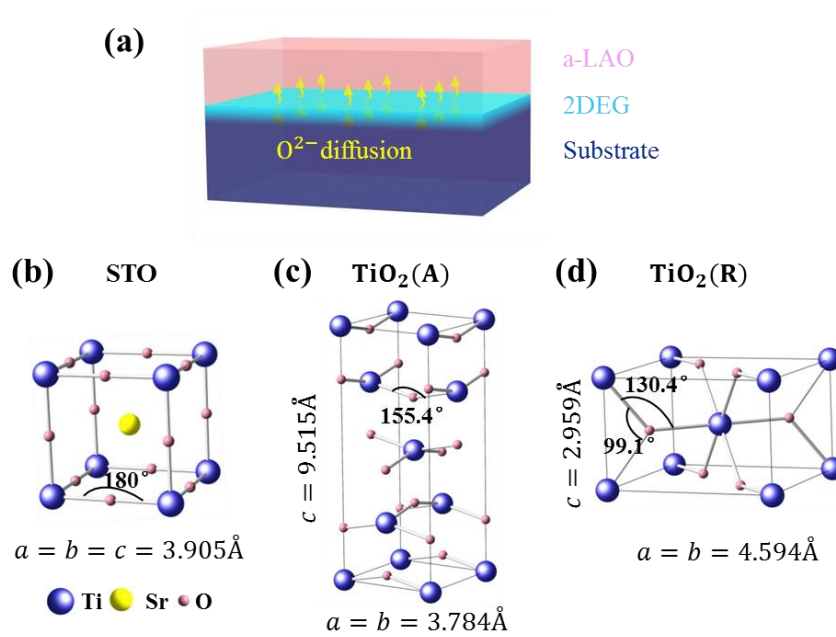 (a)
a-LAO
2DEG
Substrate
O²⁻ diffusion
(b) STO
180°
a = b = c = 3.905Å
Ti Sr O
(c) TiO₂(A)
155.4°
c = 9.515Å
a = b = 3.784Å
(d) TiO₂(R)
130.4°
99.1°
c = 2.959Å
a = b = 4.594Å